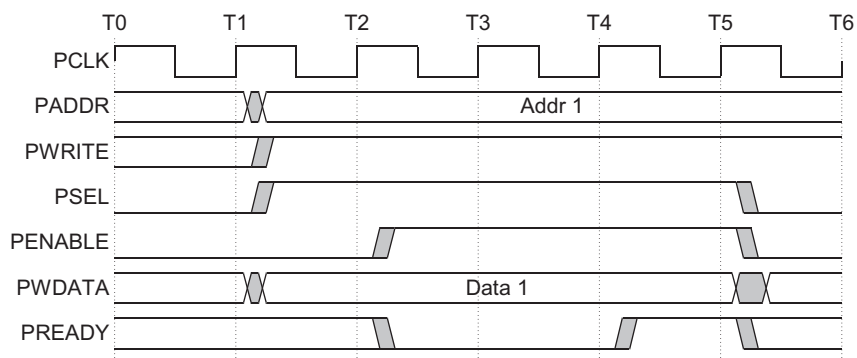 T0 T1 T2 T3 T4 T5 T6
PCLK
PADDR Addr 1
PWRITE
PSEL
PENABLE
PWDATA Data 1
PREADY